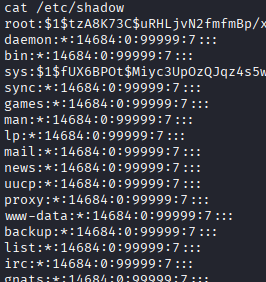 cat /etc/shadow
root:$1$tzA8K73C$uRHLjvN2fmfmBp/x
daemon:*:14684:0:99999:7:::
bin:*:14684:0:99999:7:::
sys:$1$fUX6BPOt$Miyc3UpOzQJqz4s5w
sync:*:14684:0:99999:7:::
games:*:14684:0:99999:7:::
man:*:14684:0:99999:7:::
lp:*:14684:0:99999:7:::
mail:*:14684:0:99999:7:::
news:*:14684:0:99999:7:::
uucp:*:14684:0:99999:7:::
proxy:*:14684:0:99999:7:::
www-data:*:14684:0:99999:7:::
backup:*:14684:0:99999:7:::
list:*:14684:0:99999:7:::
irc:*:14684:0:99999:7:::
gnats:*:14684:0:99999:7:::